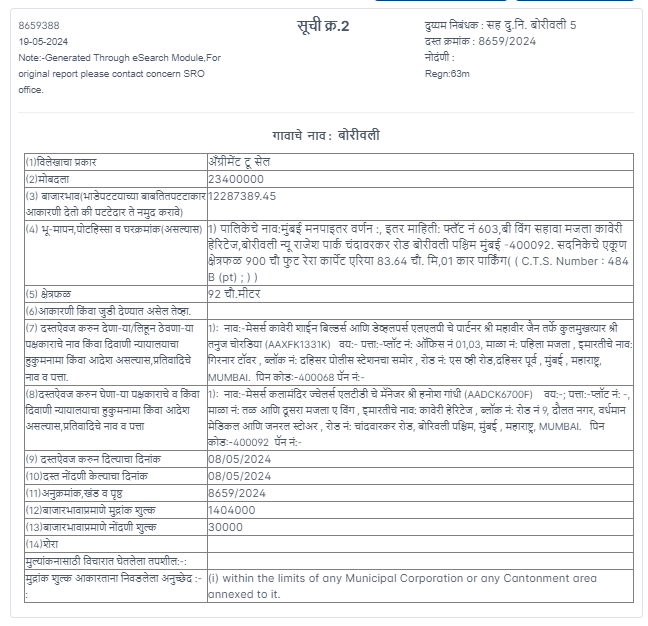 8659388
19-05-2024
Note:-Generated Through eSearch Module,For
original report please contact concern SRO
office.
सूची क्र.2
दुय्यम निबंधक : सह दु.नि. बोरीवली 5
दस्त क्रमांक : 8659/2024
नोदंणी :
Regn:63m
गावाचे नाव : बोरीवली
(1)विलेखाचा प्रकार
अँग्रीमेंट टू सेल
(2)मोबदला
23400000
(3) बाजारभाव(भाडेपटटयाच्या बाबतितपटटाकार
आकारणी देतो की पटटेदार ते नमुद करावे)
12287389.45
(4) भू-मापन,पोटहिस्सा व घरक्रमांक(असल्यास)
1) पालिकेचे नाव:मुंबई मनपाइतर वर्णन :, इतर माहिती: फ्लॅट नं 603,बी विंग सहावा मजला कावेरी
हेरिटेज,बोरीवली न्यू राजेश पार्क चंदावरकर रोड बोरीवली पश्चिम मुंबई -400092. सदनिकेचे एकूण
क्षेत्रफळ 900 चौ फुट रेरा कार्पेट एरिया 83.64 चौ. मि,01 कार पार्किंग( ( C.T.S. Number : 484
B (pt) ; ) )
(5) क्षेत्रफळ
92 चौ.मीटर
(6)आकारणी किंवा जुडी देण्यात असेल तेव्हा.
(7) दस्तऐवज करुन देणा-या/लिहून ठेवणा-या
पक्षकाराचे नाव किंवा दिवाणी न्यायालयाचा
हुकुमनामा किंवा आदेश असल्यास,प्रतिवादिचे
नाव व पत्ता.
1): नाव:-मेसर्स कावेरी शाईन बिल्डर्स आणि डेव्हलपर्स एलएलपी चे पार्टनर श्री महावीर जैन तर्फे कुलमुखत्यार श्री
तनुज चोरडिया (AAXFK1331K) वय:- पत्ता:-प्लॉट नं: ऑफिस नं 01,03, माळा नं: पहिला मजला , इमारतीचे नाव:
गिरनार टॉवर , ब्लॉक नं: दहिसर पोलीस स्टेशनचा समोर , रोड नं: एस व्ही रोड,दहिसर पूर्व , मुंबई , महाराष्ट्र,
MUMBAI. पिन कोड:-400068 पॅन नं:-
(8)दस्तऐवज करुन घेणा-या पक्षकाराचे व किंवा
दिवाणी न्यायालयाचा हुकुमनामा किंवा आदेश
असल्यास,प्रतिवादिचे नाव व पत्ता
1): नाव:-मेसर्स कलामंदिर ज्वेलर्स एलटीडी चे मॅनेजर श्री हनोश गांधी (AADCK6700F) वय:-; पत्ता:-प्लॉट नं: -,
माळा नं: तळ आणि दूसरा मजला ए विंग , इमारतीचे नाव: कावेरी हेरिटेज , ब्लॉक नं: रोड नं 9, दौलत नगर, वर्धमान
मेडिकल आणि जनरल स्टोअर , रोड नं: चांदवारकर रोड, बोरिवली पश्चिम, मुंबई , महाराष्ट्र, MUMBAI. पिन
कोड:-400092 पॅन नं:-
(9) दस्तऐवज करुन दिल्याचा दिनांक
08/05/2024
(10)दस्त नोंदणी केल्याचा दिनांक
08/05/2024
(11)अनुक्रमांक,खंड व पृष्ठ
8659/2024
(12)बाजारभावाप्रमाणे मुद्रांक शुल्क
1404000
(13)बाजारभावाप्रमाणे नोंदणी शुल्क
30000
(14)शेरा
मुल्यांकनासाठी विचारात घेतलेला तपशील:-:
मुद्रांक शुल्क आकारताना निवडलेला अनुच्छेद :-
:
(i) within the limits of any Municipal Corporation or any Cantonment area
annexed to it.